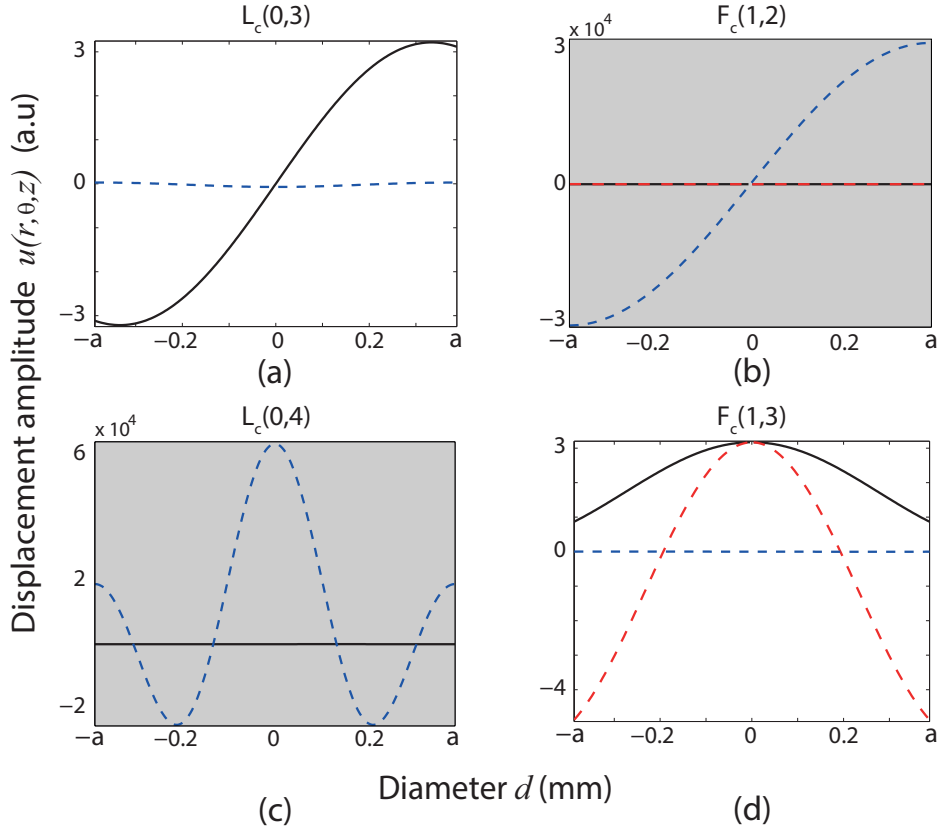 L_c(0,3)
3
0
−3
−a
−0.2
0
0.2
a
(a)
F_c(1,2)
x 10^4
3
0
−3
−a
−0.2
0
0.2
a
(b)
L_c(0,4)
x 10^4
6
2
−2
−a
−0.2
0
0.2
a
(c)
F_c(1,3)
3
0
−4
−a
−0.2
0
0.2
a
(d)
Displacement amplitude u(r,θ,z) (a.u)
Diameter d (mm)